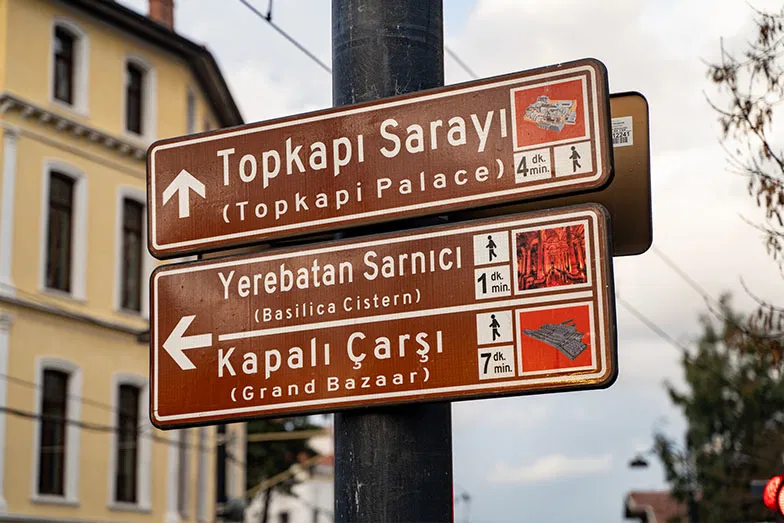 Topkapı Sarayı
(Topkapı Palace)
4 dk. min.
Yerebatan Sarnıcı
(Basilica Cistern)
1 dk. min.
Kapalı Çarşı
(Grand Bazaar)
7 dk. min.